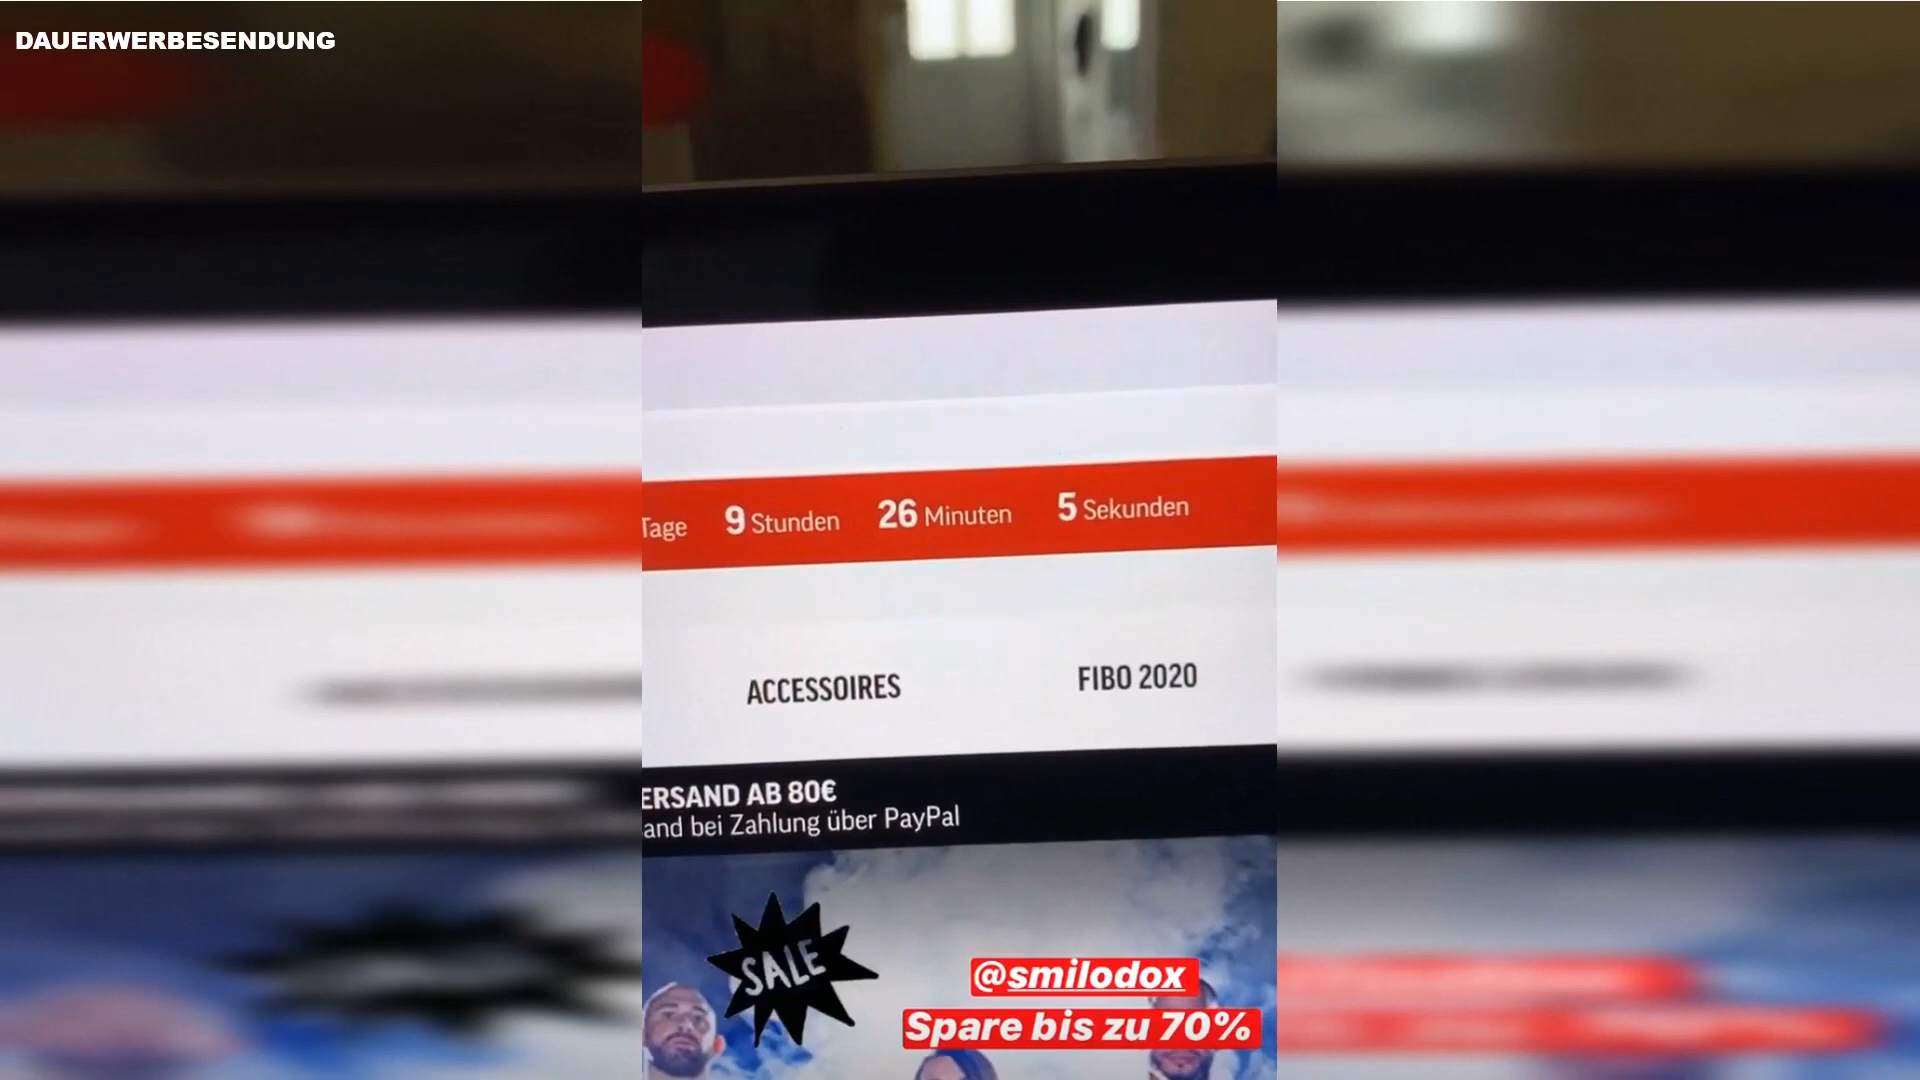 DAUERWERBESENDUNG
Tage 9 Stunden 26 Minuten 5 Sekunden
ACCESSOIRES FIBO 2020
ERSAND AB 80€
and bei Zahlung über PayPal
SALE
@smilodox
Spare bis zu 70%